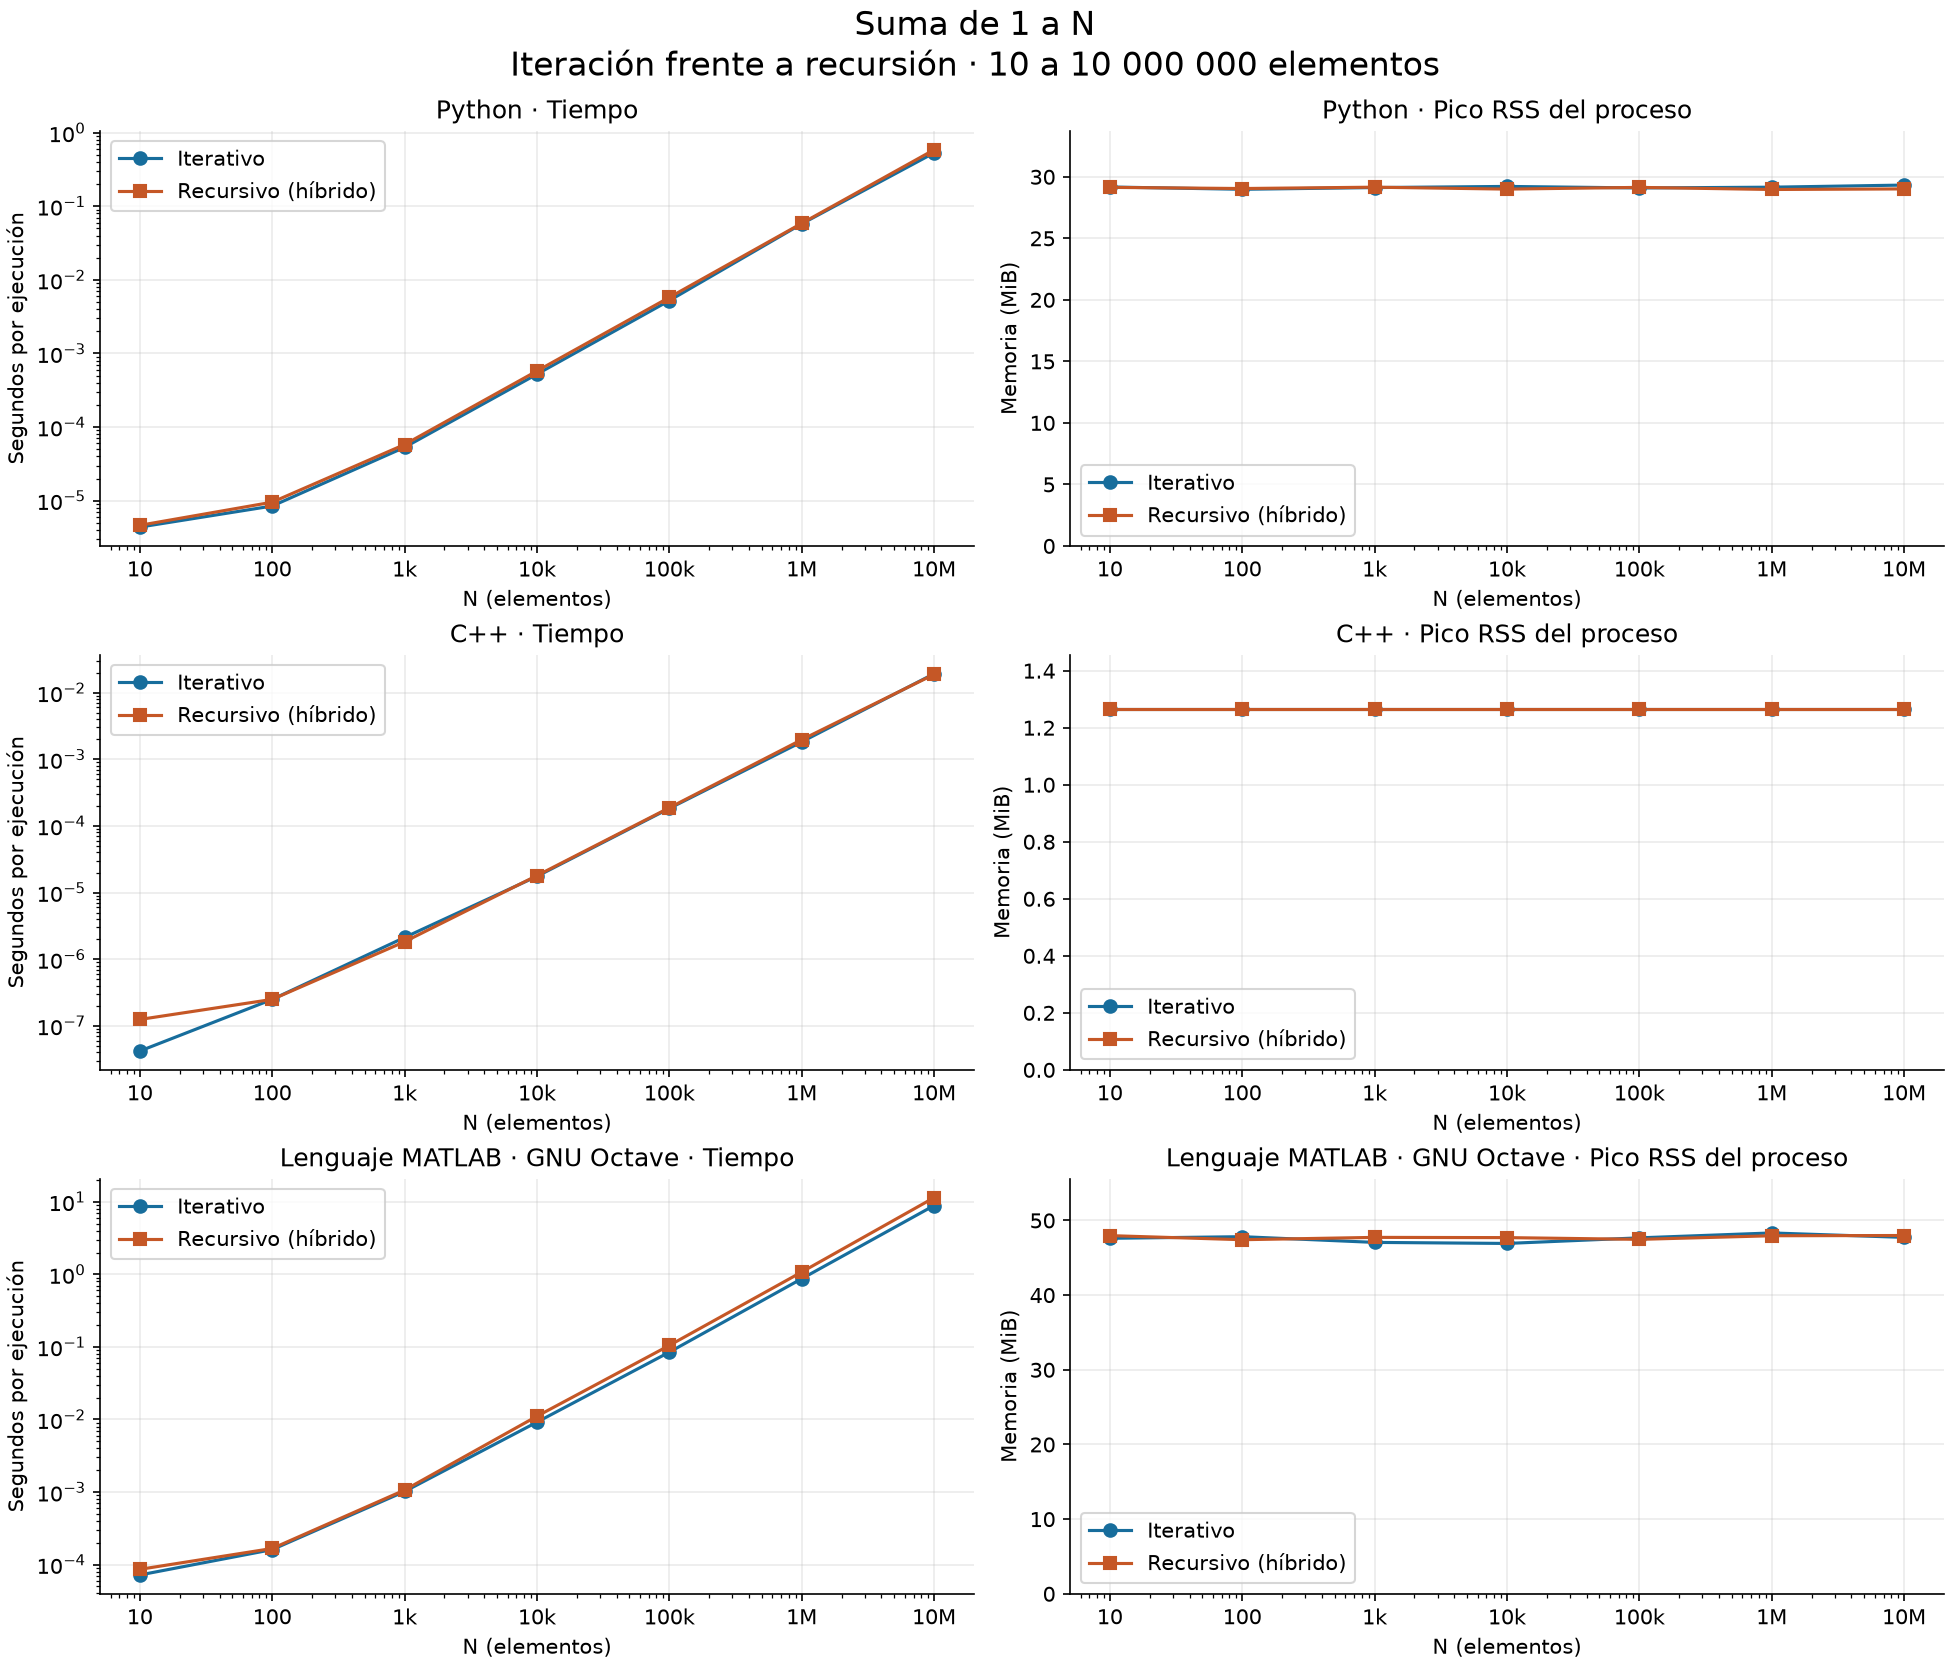 Suma de 1 a N
Iteración frente a recursión · 10 a 10 000 000 elementos
Python · Tiempo
Segundos por ejecución
10⁰
10⁻¹
10⁻²
10⁻³
10⁻⁴
10⁻⁵
Iterativo
Recursivo (híbrido)
10 100 1k 10k 100k 1M 10M
N (elementos)
Python · Pico RSS del proceso
Memoria (MiB)
30
25
20
15
10
5
0
Iterativo
Recursivo (híbrido)
10 100 1k 10k 100k 1M 10M
N (elementos)
C++ · Tiempo
Segundos por ejecución
10⁻²
10⁻³
10⁻⁴
10⁻⁵
10⁻⁶
10⁻⁷
Iterativo
Recursivo (híbrido)
10 100 1k 10k 100k 1M 10M
N (elementos)
C++ · Pico RSS del proceso
Memoria (MiB)
1.4
1.2
1.0
0.8
0.6
0.4
0.2
0.0
Iterativo
Recursivo (híbrido)
10 100 1k 10k 100k 1M 10M
N (elementos)
Lenguaje MATLAB · GNU Octave · Tiempo
Segundos por ejecución
10¹
10⁰
10⁻¹
10⁻²
10⁻³
10⁻⁴
Iterativo
Recursivo (híbrido)
10 100 1k 10k 100k 1M 10M
N (elementos)
Lenguaje MATLAB · GNU Octave · Pico RSS del proceso
Memoria (MiB)
50
40
30
20
10
0
Iterativo
Recursivo (híbrido)
10 100 1k 10k 100k 1M 10M
N (elementos)